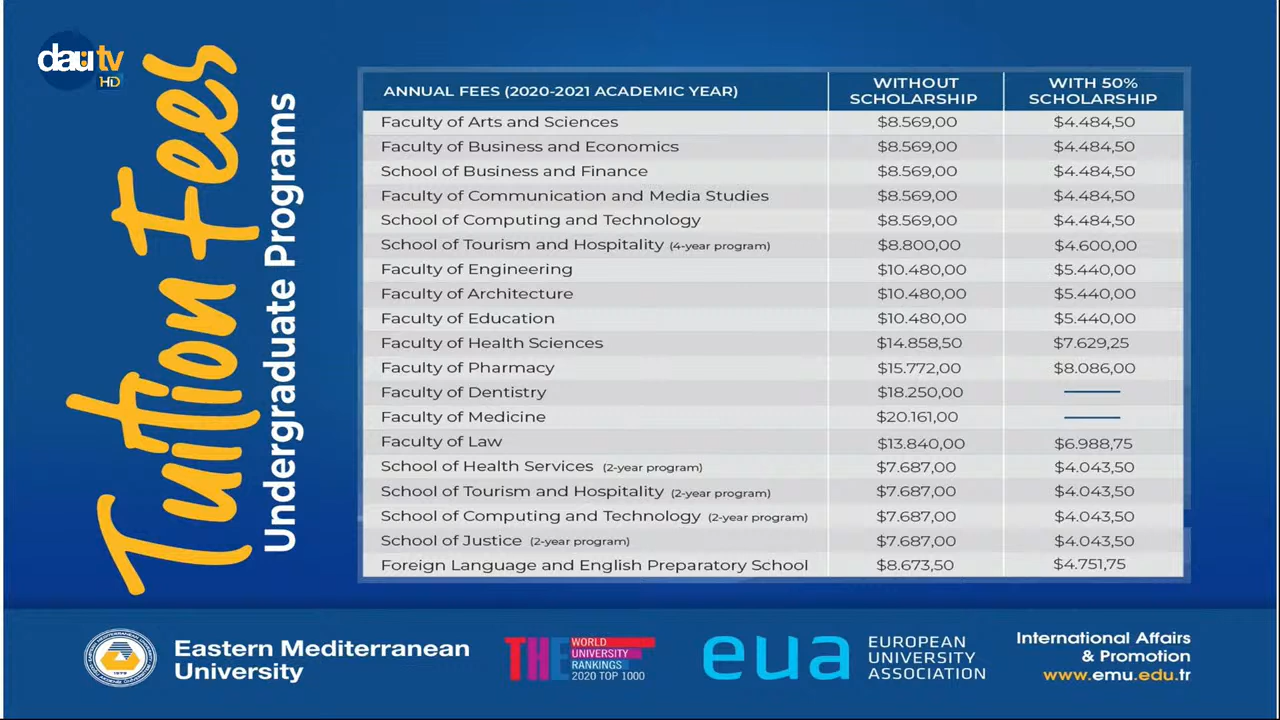 dau:tv
HD
Tuition Fees
Undergraduate Programs
ANNUAL FEES (2020-2021 ACADEMIC YEAR) WITHOUT SCHOLARSHIP WITH 50% SCHOLARSHIP
Faculty of Arts and Sciences $8.569,00 $4.484,50
Faculty of Business and Economics $8.569,00 $4.484,50
School of Business and Finance $8.569,00 $4.484,50
Faculty of Communication and Media Studies $8.569,00 $4.484,50
School of Computing and Technology $8.569,00 $4.484,50
School of Tourism and Hospitality (4-year program) $8.800,00 $4.600,00
Faculty of Engineering $10.480,00 $5.440,00
Faculty of Architecture $10.480,00 $5.440,00
Faculty of Education $10.480,00 $5.440,00
Faculty of Health Sciences $14.858,50 $7.629,25
Faculty of Pharmacy $15.772,00 $8.086,00
Faculty of Dentistry $18.250,00
Faculty of Medicine $20.161,00
Faculty of Law $13.840,00 $6.988,75
School of Health Services (2-year program) $7.687,00 $4.043,50
School of Tourism and Hospitality (2-year program) $7.687,00 $4.043,50
School of Computing and Technology (2-year program) $7.687,00 $4.043,50
School of Justice (2-year program) $7.687,00 $4.043,50
Foreign Language and English Preparatory School $8.673,50 $4.751,75
Eastern Mediterranean
University
THE
WORLD
UNIVERSITY
RANKINGS
2020 TOP 1000
eua
EUROPEAN
UNIVERSITY
ASSOCIATION
International Affairs
& Promotion
www.emu.edu.tr